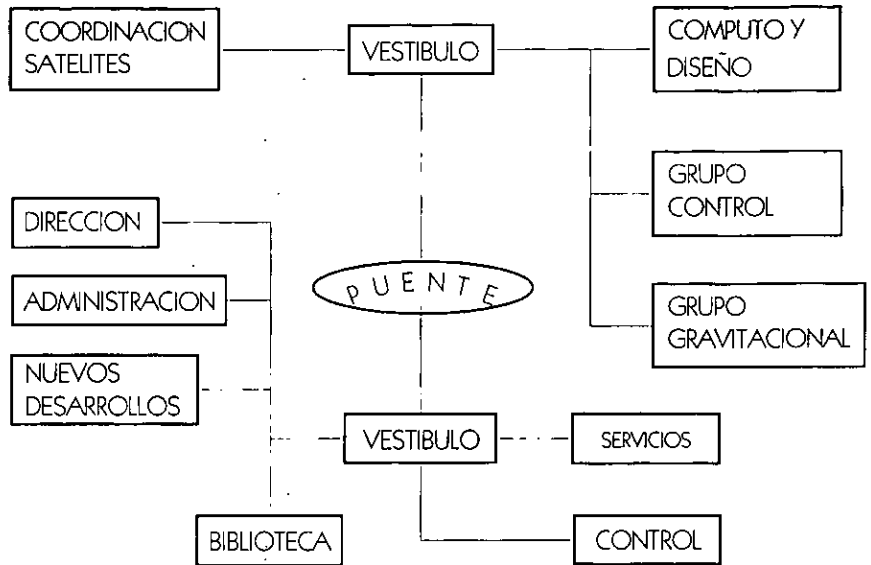 COORDINACION
SATELITES
VESTIBULO
COMPUTO Y
DISEÑO
GRUPO
CONTROL
DIRECCION
PUENTE
ADMINISTRACION
GRUPO
GRAVITACIONAL
NUEVOS
DESARROLLOS
VESTIBULO
SERVICIOS
BIBLIOTECA
CONTROL